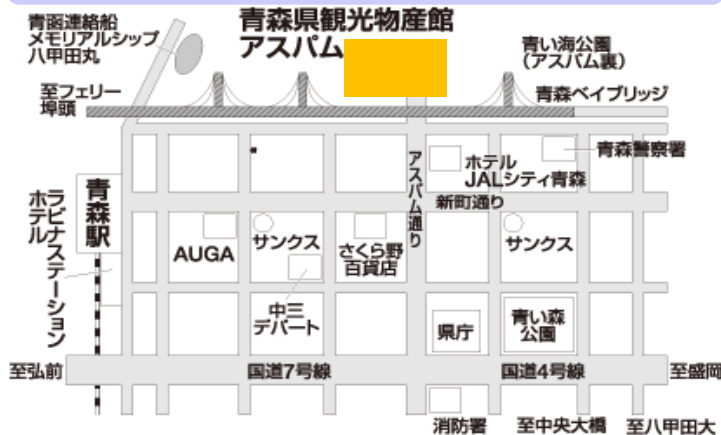 青函連絡船
メモリアルシップ
八甲田丸
青森県観光物産館
アスパム
青い海公園
（アスパム裏）
至フェリー
埠頭
青森ベイブリッジ
青森警察署
ホテル
JALシティ青森
アスパム通り
新町通り
青森駅
ラビナステーション
ホテル
AUGA
サンクス
さくら野
百貨店
サンクス
中三
デパート
県庁
青い森
公園
至弘前
国道7号線
国道4号線
至盛岡
消防署
至中央大橋
至八甲田大